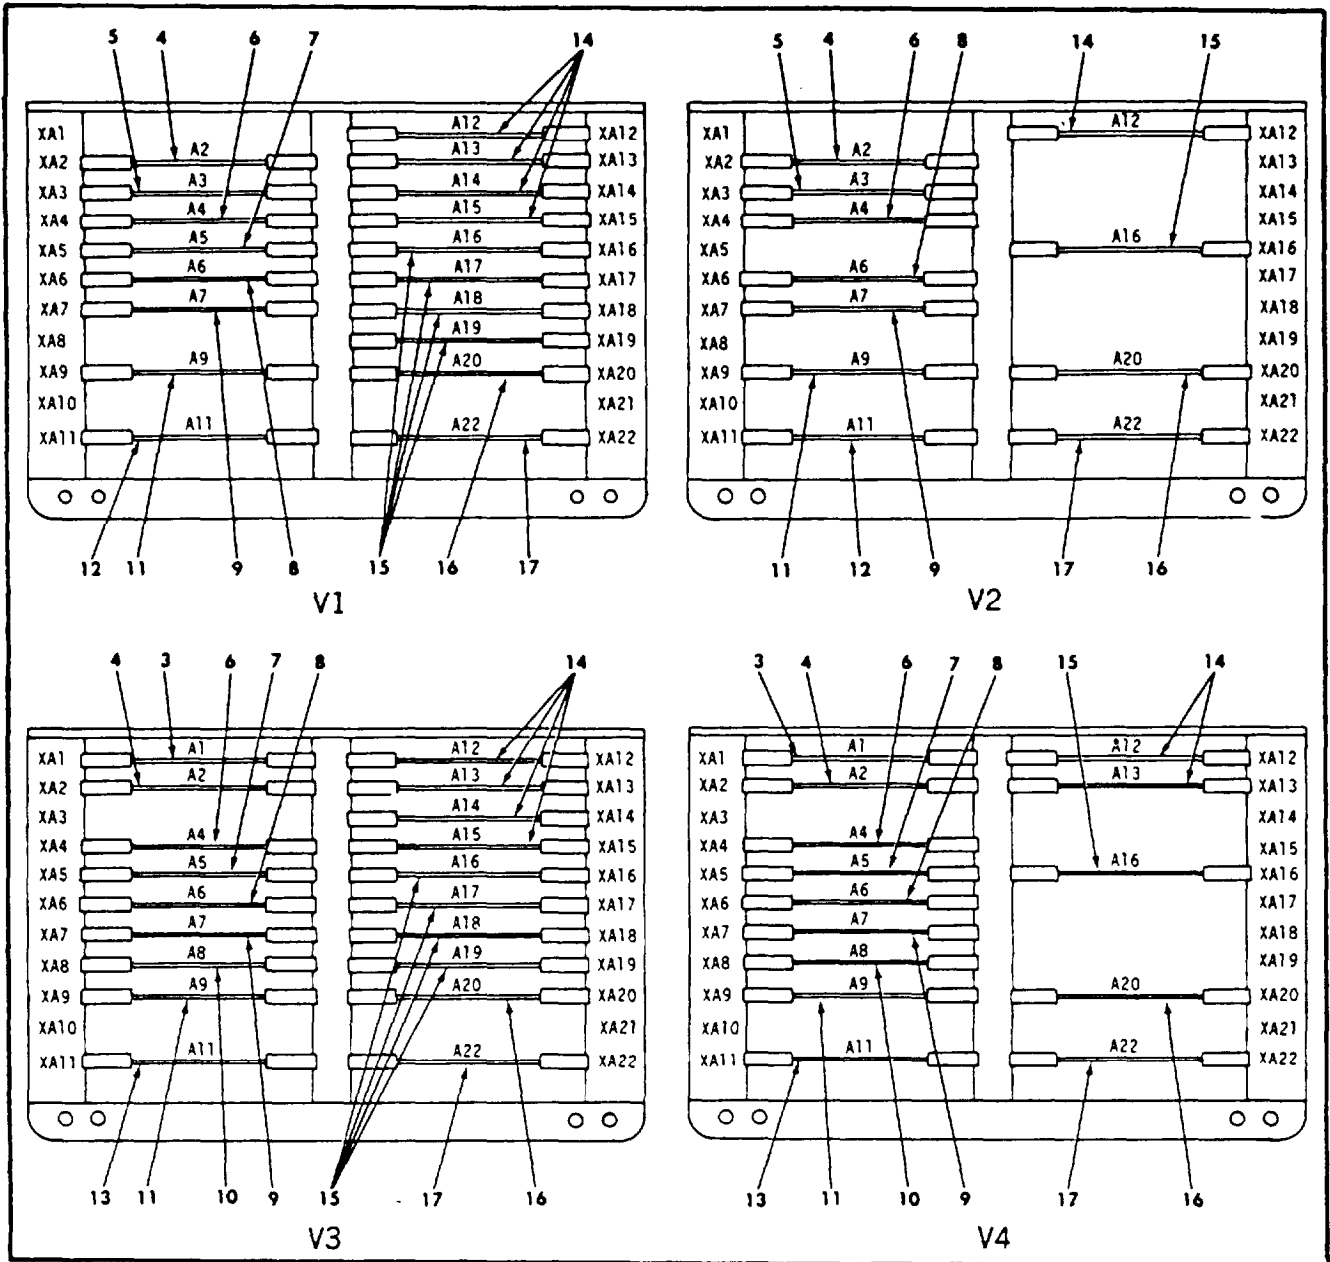 5 4 6 7 14
XA1 A12 XA12
XA2 A2 A13 XA13
XA3 A3 A14 XA14
XA4 A4 A15 XA15
XA5 A5 A16 XA16
XA6 A6 A17 XA17
XA7 A7 A18 XA18
XA8 A19 XA19
XA9 A9 A20 XA20
XA10 XA21
XA11 A11 A22 XA22
12 11 9 8 15 16 17
V1
5 4 6 8 14 15
XA1 A12 XA12
XA2 A2 XA13
XA3 A3 XA14
XA4 A4 XA15
XA5 A16 XA16
XA6 A6 XA17
XA7 A7 XA18
XA8 XA19
XA9 A9 A20 XA20
XA10 XA21
XA11 A11 A22 XA22
11 12 9 17 16
V2
4 3 6 7 8 14
XA1 A1 A12 XA12
XA2 A2 A13 XA13
XA3 A14 XA14
XA4 A4 A15 XA15
XA5 A5 A16 XA16
XA6 A6 A17 XA17
XA7 A7 A18 XA18
XA8 A8 A19 XA19
XA9 A9 A20 XA20
XA10 XA21
XA11 A11 A22 XA22
13 11 10 9 15 17 16
V3
3 4 6 7 8 15 14
XA1 A1 A12 XA12
XA2 A2 A13 XA13
XA3 XA14
XA4 A4 XA15
XA5 A5 A16 XA16
XA6 A6 XA17
XA7 A7 XA18
XA8 A8 XA19
XA9 A9 A20 XA20
XA10 XA21
XA11 A11 A22 XA22
13 11 10 9 17 16
V4